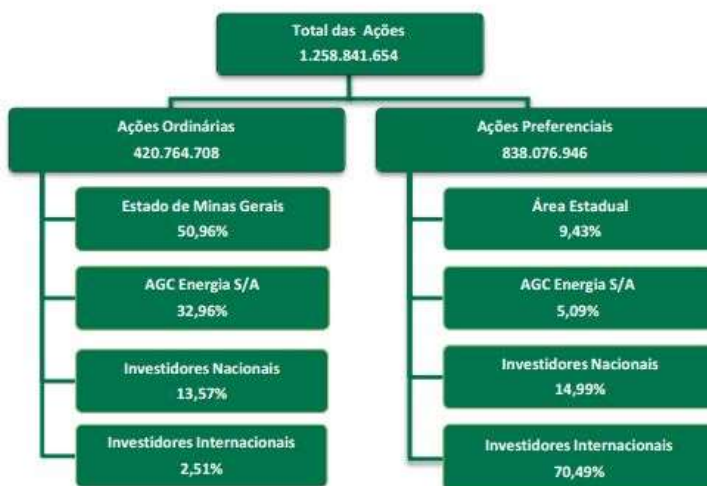 Total das Ações
1.258.841.654
Ações Ordinárias
420.764.708
Estado de Minas Gerais
50,96%
AGC Energia S/A
32,96%
Investidores Nacionais
13,57%
Investidores Internacionais
2,51%
Ações Preferenciais
838.076.946
Área Estadual
9,43%
AGC Energia S/A
5,09%
Investidores Nacionais
14,99%
Investidores Internacionais
70,49%